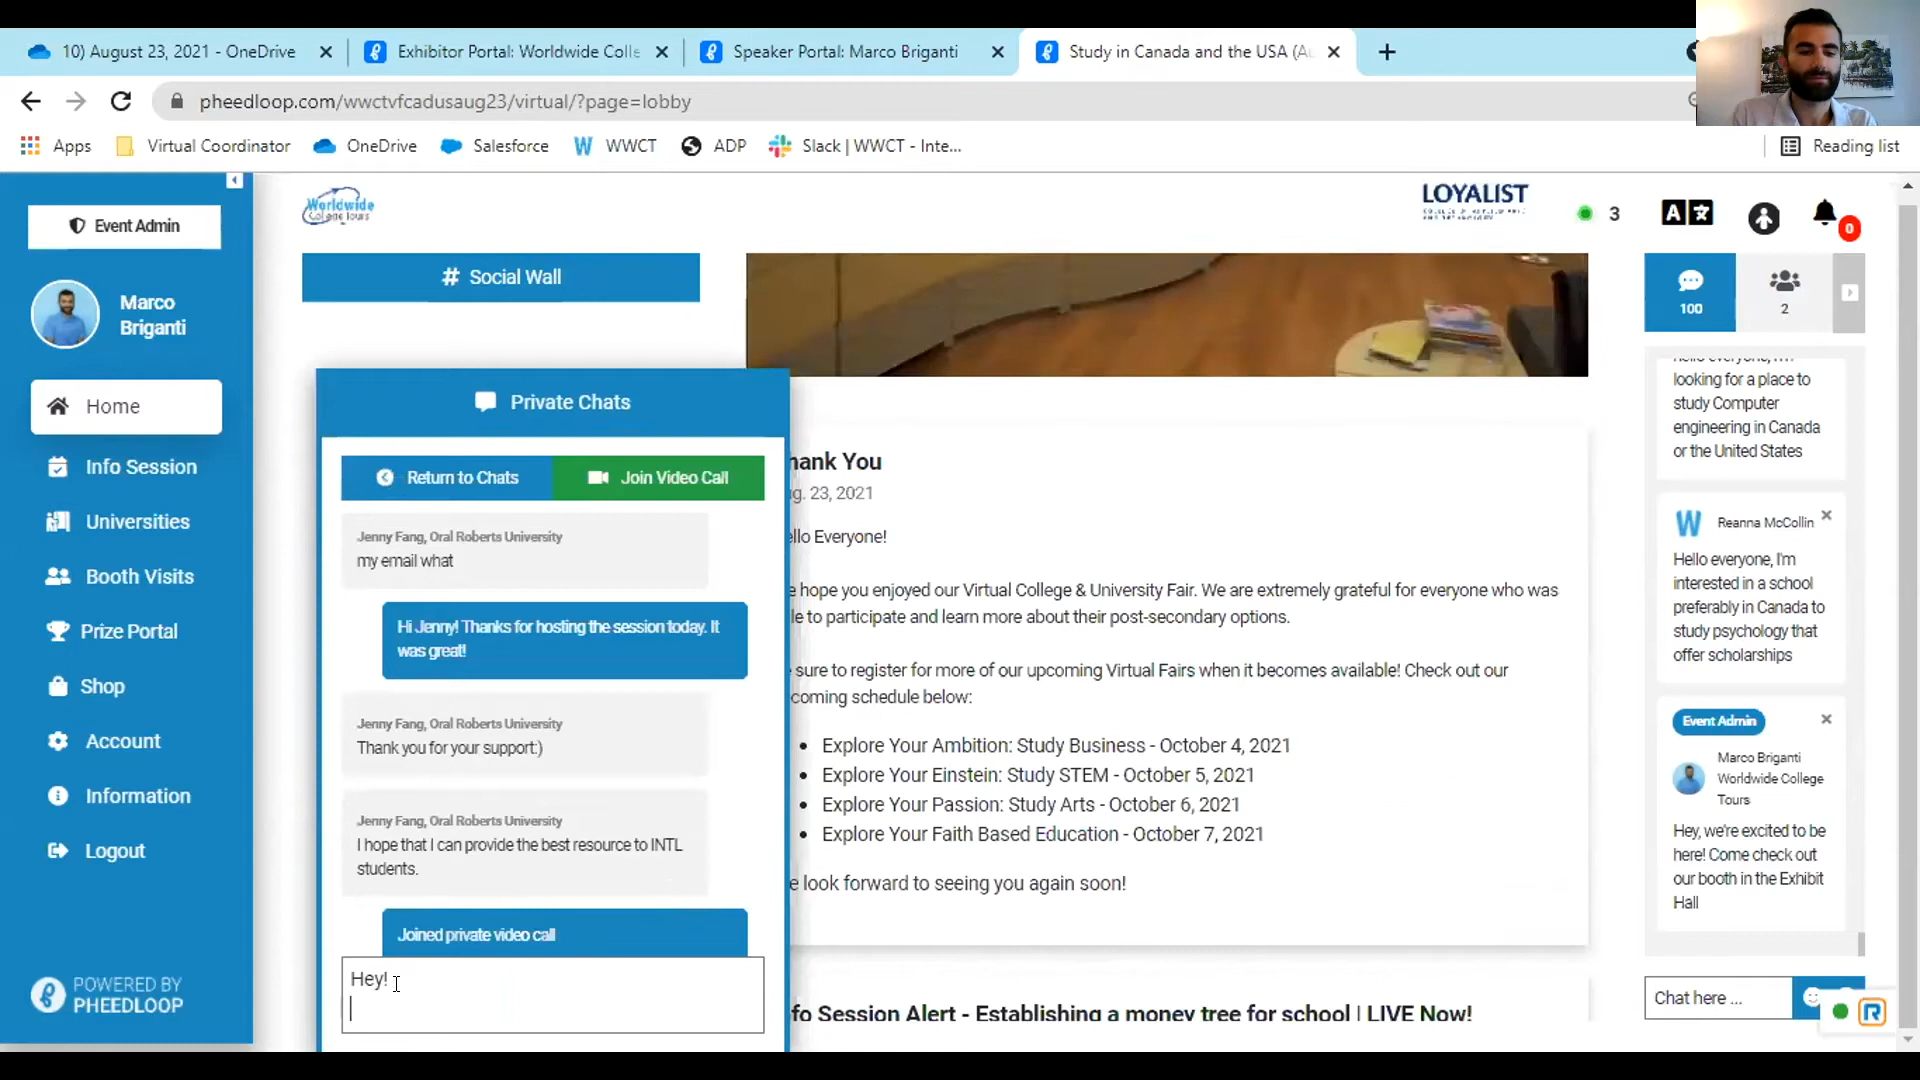 10) August 23, 2021 - OneDrive
Exhibitor Portal: Worldwide Colle
Speaker Portal: Marco Briganti
Study in Canada and the USA (Au
pheedloop.com/wwctvfcadusaug23/virtual/?page=lobby
Apps
Virtual Coordinator
OneDrive
Salesforce
WWCT
ADP
Slack | WWCT - Inte...
Reading list
Event Admin
Marco
Briganti
Home
Info Session
Universities
Booth Visits
Prize Portal
Shop
Account
Information
Logout
POWERED BY
PHEEDLOOP
Worldwide
College Tours
LOYALIST
3
0
# Social Wall
Private Chats
Return to Chats
Join Video Call
Jenny Fang, Oral Roberts University
my email what
Hi Jenny! Thanks for hosting the session today. It
was great!
Jenny Fang, Oral Roberts University
Thank you for your support:)
Jenny Fang, Oral Roberts University
I hope that I can provide the best resource to INTL
students.
Joined private video call
Hey!
hank You
g. 23, 2021
llo Everyone!
e hope you enjoyed our Virtual College & University Fair. We are extremely grateful for everyone who was
le to participate and learn more about their post-secondary options.
sure to register for more of our upcoming Virtual Fairs when it becomes available! Check out our
coming schedule below:
Explore Your Ambition: Study Business - October 4, 2021
Explore Your Einstein: Study STEM - October 5, 2021
Explore Your Passion: Study Arts - October 6, 2021
Explore Your Faith Based Education - October 7, 2021
e look forward to seeing you again soon!
fo Session Alert - Establishing a money tree for school | LIVE Now!
100
2
hello everyone, I'm
looking for a place to
study Computer
engineering in Canada
or the United States
Reanna McCollin
Hello everyone, I'm
interested in a school
preferably in Canada to
study psychology that
offer scholarships
Event Admin
Marco Briganti
Worldwide College
Tours
Hey, we're excited to be
here! Come check out
our booth in the Exhibit
Hall
Chat here ...